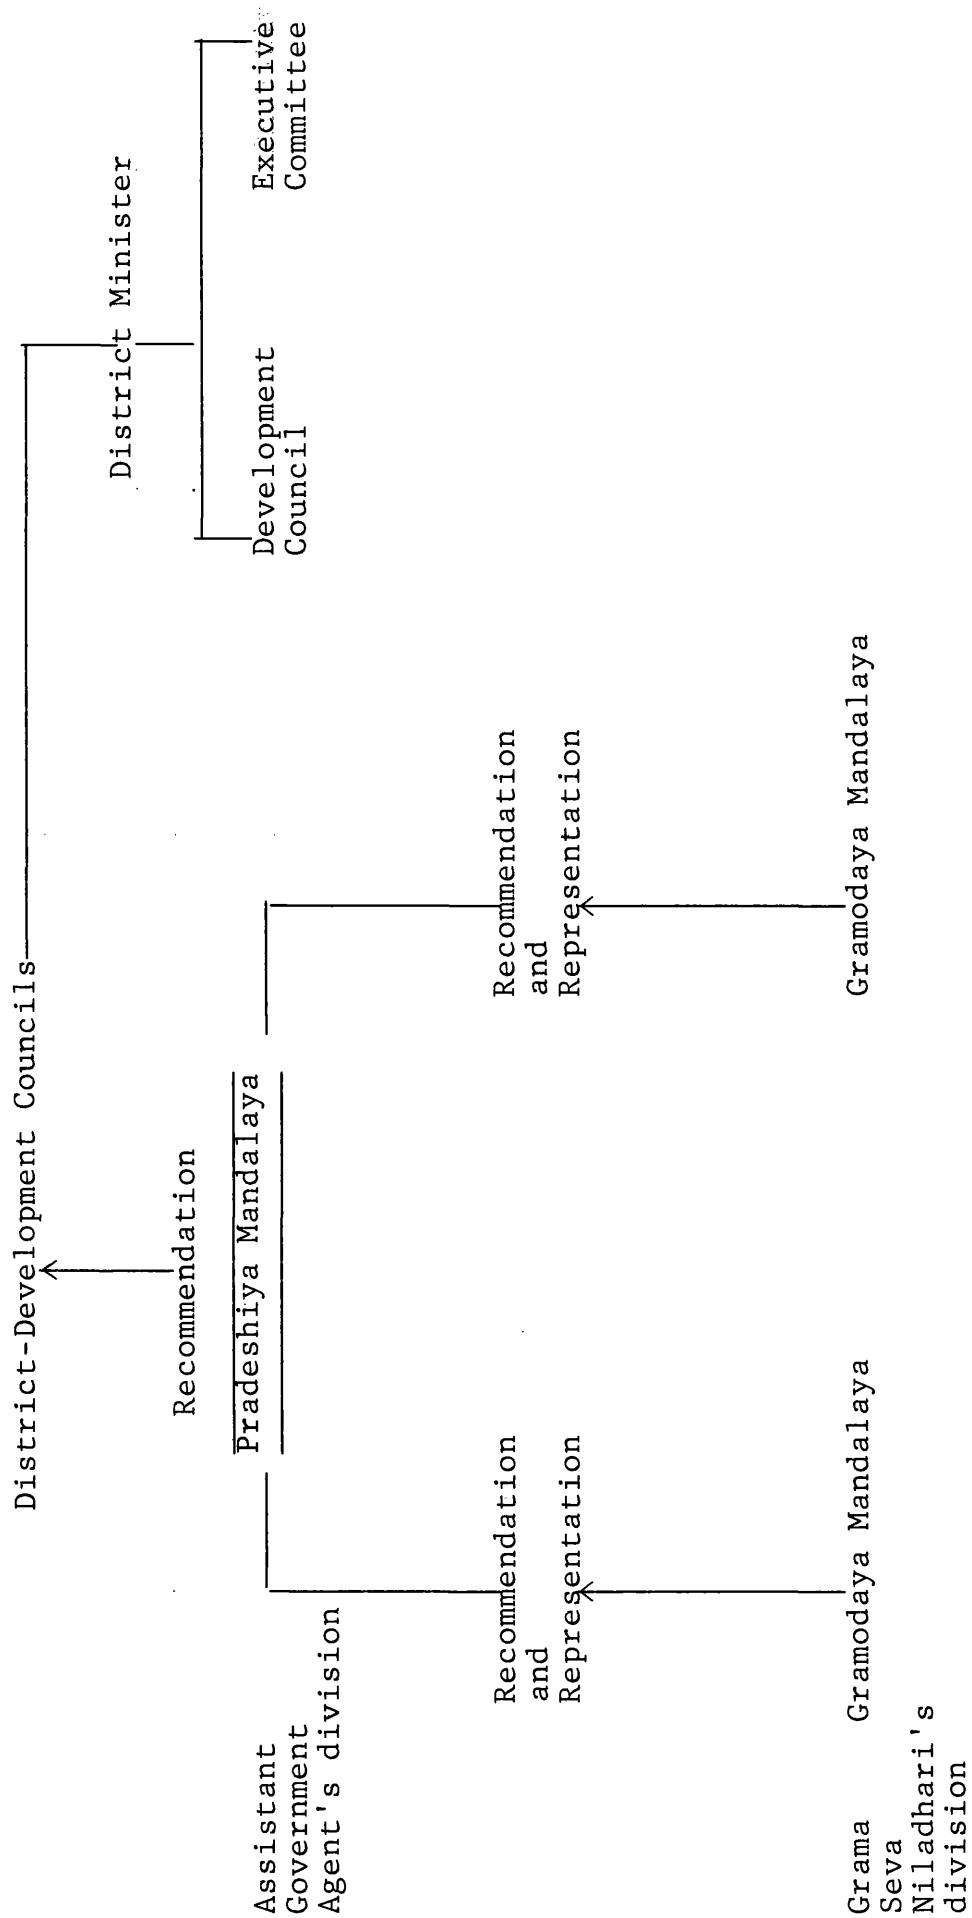 District-Development Councils
District Minister
Recommendation
Assistant
Government
Agent's division
Pradeshiya Mandalaya
Development
Council
Executive
Committee
Recommendation
and
Representation
Recommendation
and
Representation
Grama
Seva
Niladhari's
division
Gramodaya Mandalaya
Gramodaya Mandalaya